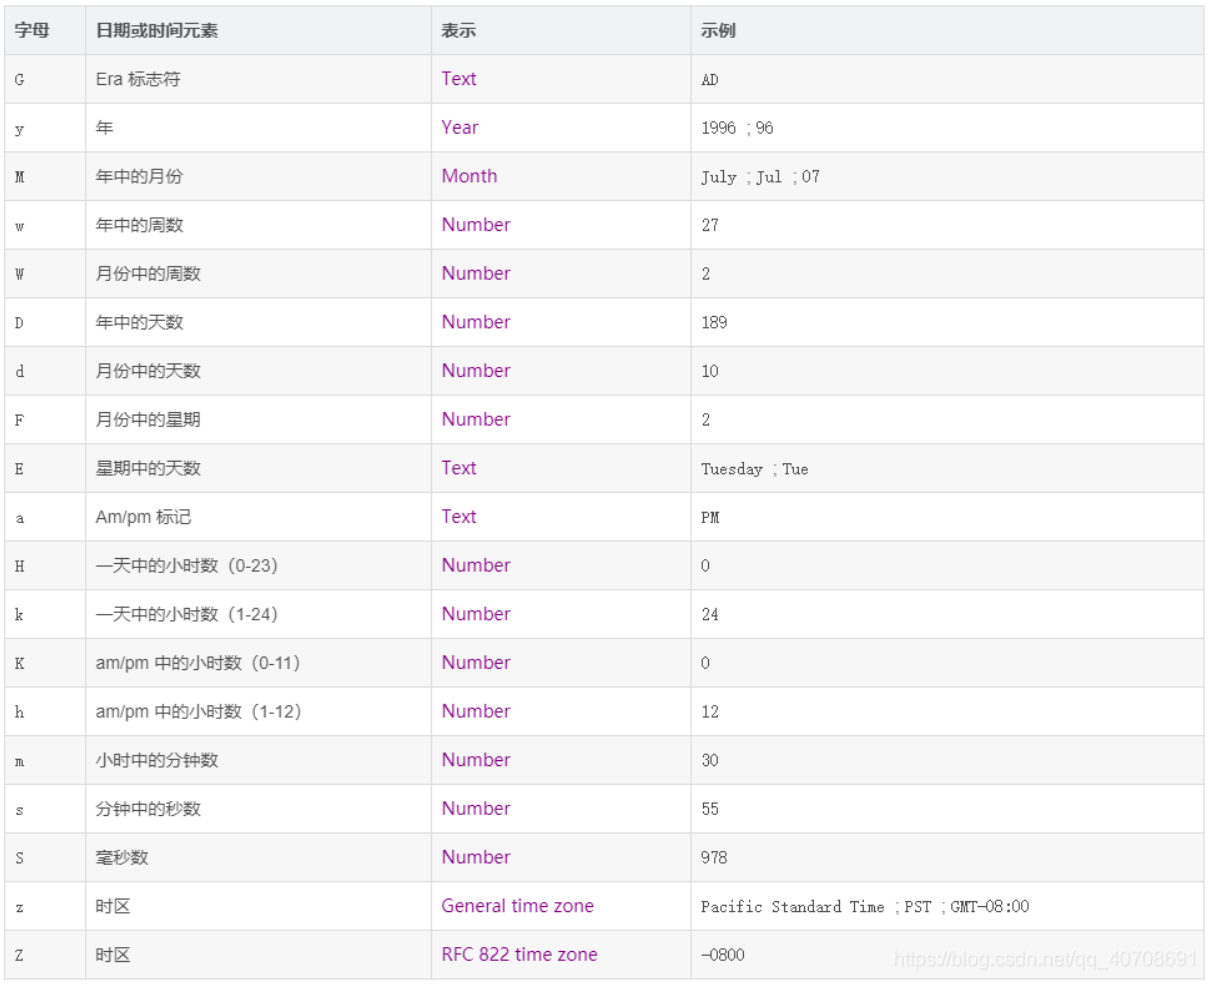 字母 日期或时间元素 表示 示例
G Era 标志符 Text AD
y 年 Year 1996 ; 96
M 年中的月份 Month July ; Jul ; 07
w 年中的周数 Number 27
W 月份中的周数 Number 2
D 年中的天数 Number 189
d 月份中的天数 Number 10
F 月份中的星期 Number 2
E 星期中的天数 Text Tuesday ; Tue
a Am/pm 标记 Text PM
H 一天中的小时数（0-23） Number 0
k 一天中的小时数（1-24） Number 24
K am/pm 中的小时数（0-11） Number 0
h am/pm 中的小时数（1-12） Number 12
m 小时中的分钟数 Number 30
s 分钟中的秒数 Number 55
S 毫秒数 Number 978
z 时区 General time zone Pacific Standard Time ; PST ; GMT-08:00
Z 时区 RFC 822 time zone -0800
https://blog.csdn.net/qq_40708691